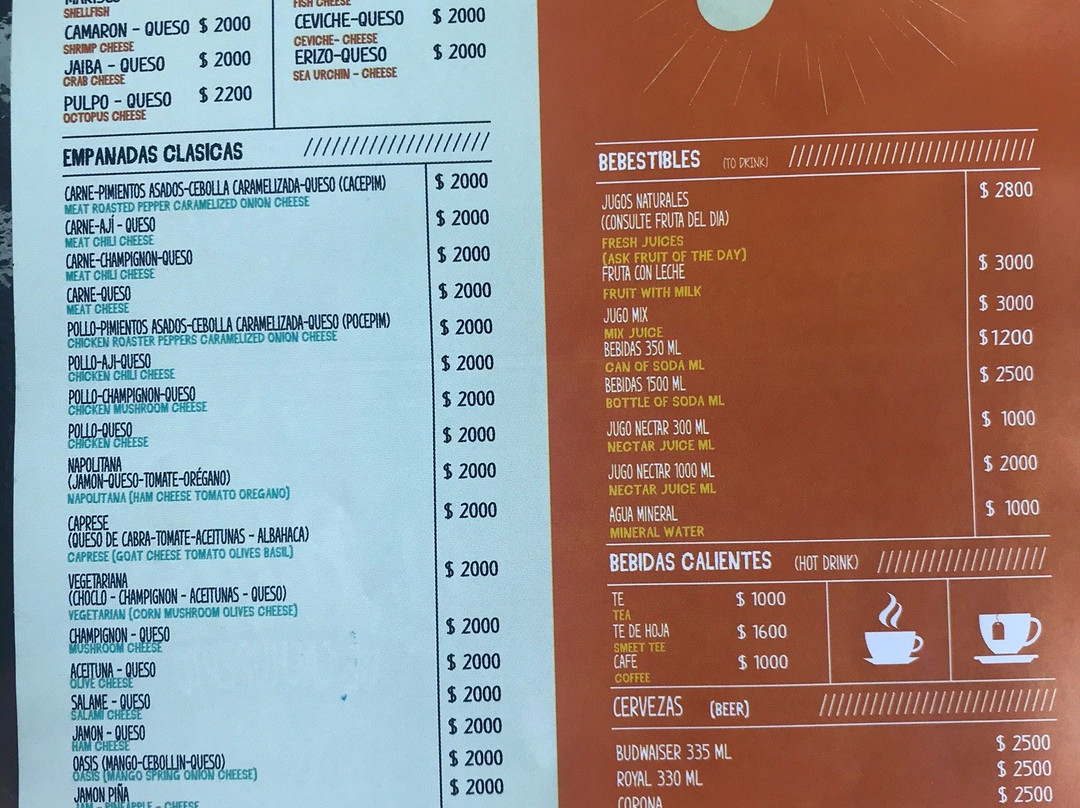 SHELLFISH
CAMARON - QUESO $ 2000
SHRIMP CHEESE
JAIBA - QUESO $ 2000
CRAB CHEESE
PULPO - QUESO $ 2200
OCTOPUS CHEESE
FISH CHEESE
CEVICHE-QUESO $ 2000
CEVICHE- CHEESE
ERIZO-QUESO $ 2000
SEA URCHIN - CHEESE
EMPANADAS CLASICAS
CARNE-PIMIENTOS ASADOS-CEBOLLA CARAMELIZADA-QUESO (CACEPIM) $ 2000
MEAT ROASTED PEPPER CARAMELIZED ONION CHEESE
CARNE-AJÍ - QUESO $ 2000
MEAT CHILI CHEESE
CARNE-CHAMPIGNON-QUESO $ 2000
MEAT CHILI CHEESE
CARNE-QUESO $ 2000
MEAT CHEESE
POLLO-PIMIENTOS ASADOS-CEBOLLA CARAMELIZADA-QUESO (POCEPIM) $ 2000
CHICKEN ROASTER PEPPERS CARAMELIZED ONION CHEESE
POLLO-AJI-QUESO $ 2000
CHICKEN CHILI CHEESE
POLLO-CHAMPIGNON-QUESO $ 2000
CHICKEN MUSHROOM CHEESE
POLLO-QUESO $ 2000
CHICKEN CHEESE
NAPOLITANA $ 2000
(JAMON-QUESO-TOMATE-ORÉGANO)
NAPOLITANA (HAM CHEESE TOMATO OREGANO)
CAPRESE $ 2000
(QUESO DE CABRA-TOMATE-ACEITUNAS - ALBAHACA)
CAPRESE (GOAT CHEESE TOMATO OLIVES BASIL)
VEGETARIANA $ 2000
(CHOCLO - CHAMPIGNON - ACEITUNAS - QUESO)
VEGETARIAN (CORN MUSHROOM OLIVES CHEESE)
CHAMPIGNON - QUESO $ 2000
MUSHROOM CHEESE
ACEITUNA - QUESO $ 2000
OLIVE CHEESE
SALAME - QUESO $ 2000
SALAMI CHEESE
JAMON - QUESO $ 2000
HAM CHEESE
OASIS (MANGO-CEBOLLIN-QUESO) $ 2000
OASIS (MANGO SPRING ONION CHEESE)
JAMON PIÑA $ 2000
PINEAPPLE - CHEESE
BEBESTIBLES (TO DRINK)
JUGOS NATURALES $ 2800
(CONSULTE FRUTA DEL DIA)
FRESH JUICES
(ASK FRUIT OF THE DAY)
FRUTA CON LECHE $ 3000
FRUIT WITH MILK
JUGO MIX $ 3000
MIX JUICE
BEBIDAS 350 ML $1200
CAN OF SODA ML
BEBIDAS 1500 ML $ 2500
BOTTLE OF SODA ML
JUGO NECTAR 300 ML $ 1000
NECTAR JUICE ML
JUGO NECTAR 1000 ML $ 2000
NECTAR JUICE ML
AGUA MINERAL $ 1000
MINERAL WATER
BEBIDAS CALIENTES (HOT DRINK)
TE $ 1000
TEA
TE DE HOJA $ 1600
SMEET TEE
CAFE $ 1000
COFFEE
CERVEZAS (BEER)
BUDWAISER 335 ML $ 2500
ROYAL 330 ML $ 2500
CORONA $ 2500